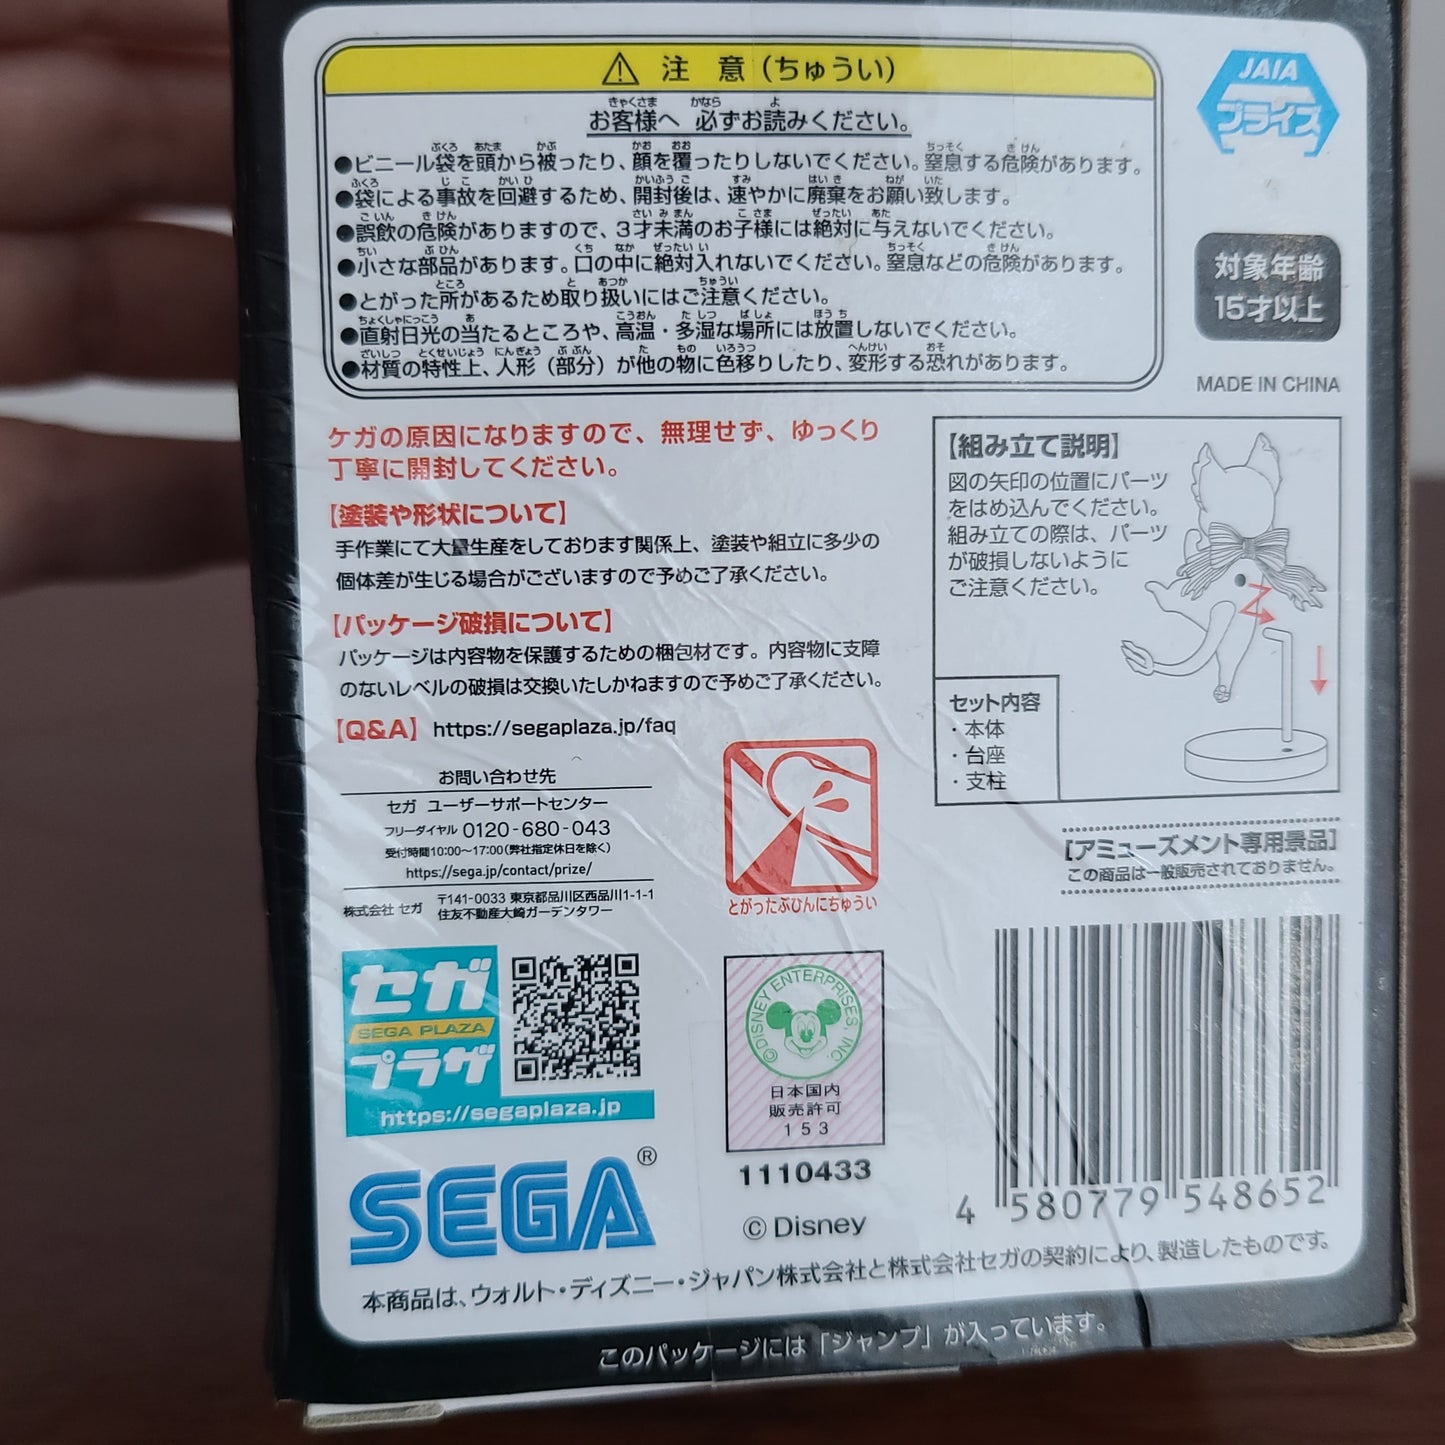 注 意(ちゅうい)
お客様へ 必ずお読みください。
●ビニール袋を頭から被ったり、顔を覆ったりしないでください。窒息する危険があります。
●袋による事故を回避するため、開封後は、速やかに廃棄をお願い致します。
●誤飲の危険がありますので、3才未満のお子様には絶対に与えないでください。
●小さな部品があります。口の中に絶対入れないでください。窒息などの危険があります。
●とがった所があるため取り扱いにはご注意ください。
●直射日光の当たるところや、高温・多湿な場所には放置しないでください。
●材質の特性上、人形(部分)が他の物に色移りしたり、変形する恐れがあります。
JAIA
プライズ
対象年齢
15才以上
MADE IN CHINA
ケガの原因になりますので、無理せず、ゆっくり
丁寧に開封してください。
【塗装や形状について】
手作業にて大量生産をしております関係上、塗装や組立に多少の
個体差が生じる場合がございますので予めご了承ください。
【パッケージ破損について】
パッケージは内容物を保護するための梱包材です。内容物に支障
のないレベルの破損は交換いたしかねますので予めご了承ください。
【Q&A】 https://segaplaza.jp/faq
お問い合わせ先
セガ ユーザーサポートセンター
フリーダイヤル 0120-680-043
受付時間10:00〜17:00(弊社指定休日を除く)
https://sega.jp/contact/prize/
株式会社 セガ
〒141-0033 東京都品川区西品川1-1-1
住友不動産大崎ガーデンタワー
【組み立て説明】
図の矢印の位置にパーツ
をはめ込んでください。
組み立ての際は、パーツ
が破損しないように
ご注意ください。
セット内容
・本体
・台座
・支柱
とがったぶひんにちゅうい
[アミューズメント専用景品]
この商品は一般販売されておりません。
セガ
SEGA PLAZA
プラザ
https://segaplaza.jp
SEGA®
©DISNEY ENTERPRISES, INC.
日本国内
販売許可
153
1110433
© Disney
4 580779 548652
本商品は、ウォルト・ディズニー・ジャパン株式会社と株式会社セガの契約により、製造したものです。
このパッケージには「ジャンプ」が入っています。